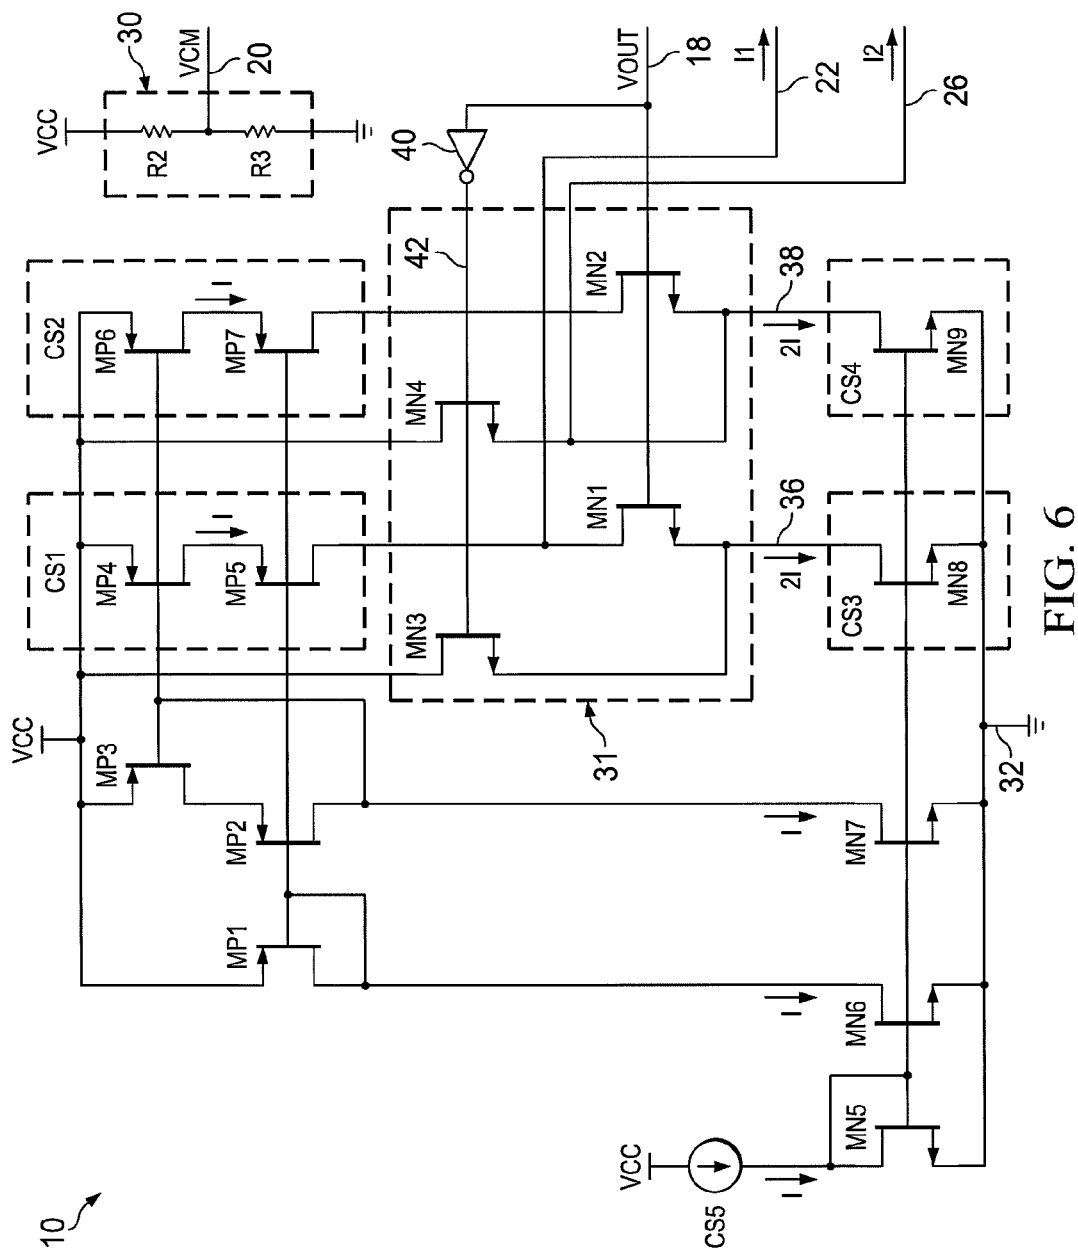 10
VCC
30
VCM
20
R2
R3
VCC
CS2
MP6
I
MP7
CS1
MP4
I
MP5
MP3
MP2
MP1
40
42
VOUT
18
I1
22
I2
26
MN4
MN2
MN3
MN1
31
2I
38
2I
36
CS4
MN9
CS3
MN8
I
MN7
I
MN6
32
VCC
CS5
I
MN5
FIG. 6